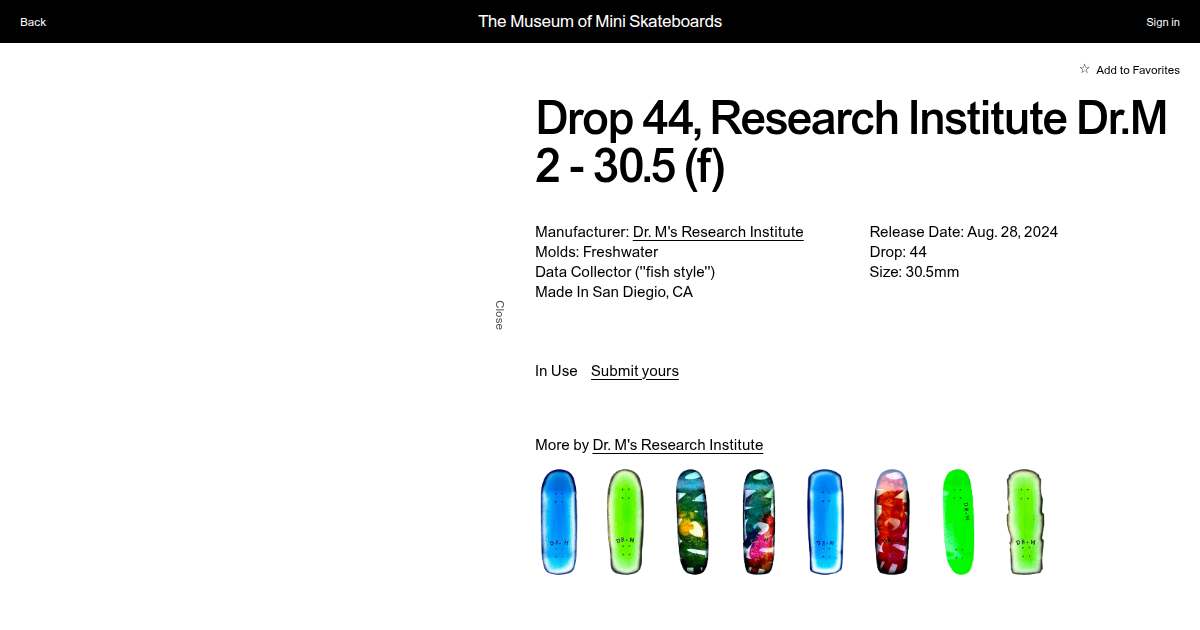 Back
The Museum of Mini Skateboards
Sign in
☆ Add to Favorites
Drop 44, Research Institute Dr.M
2 - 30.5 (f)
Manufacturer: Dr. M's Research Institute
Molds: Freshwater
Data Collector ("fish style")
Made In San Diegio, CA
Release Date: Aug. 28, 2024
Drop: 44
Size: 30.5mm
Close
In Use Submit yours
More by Dr. M's Research Institute